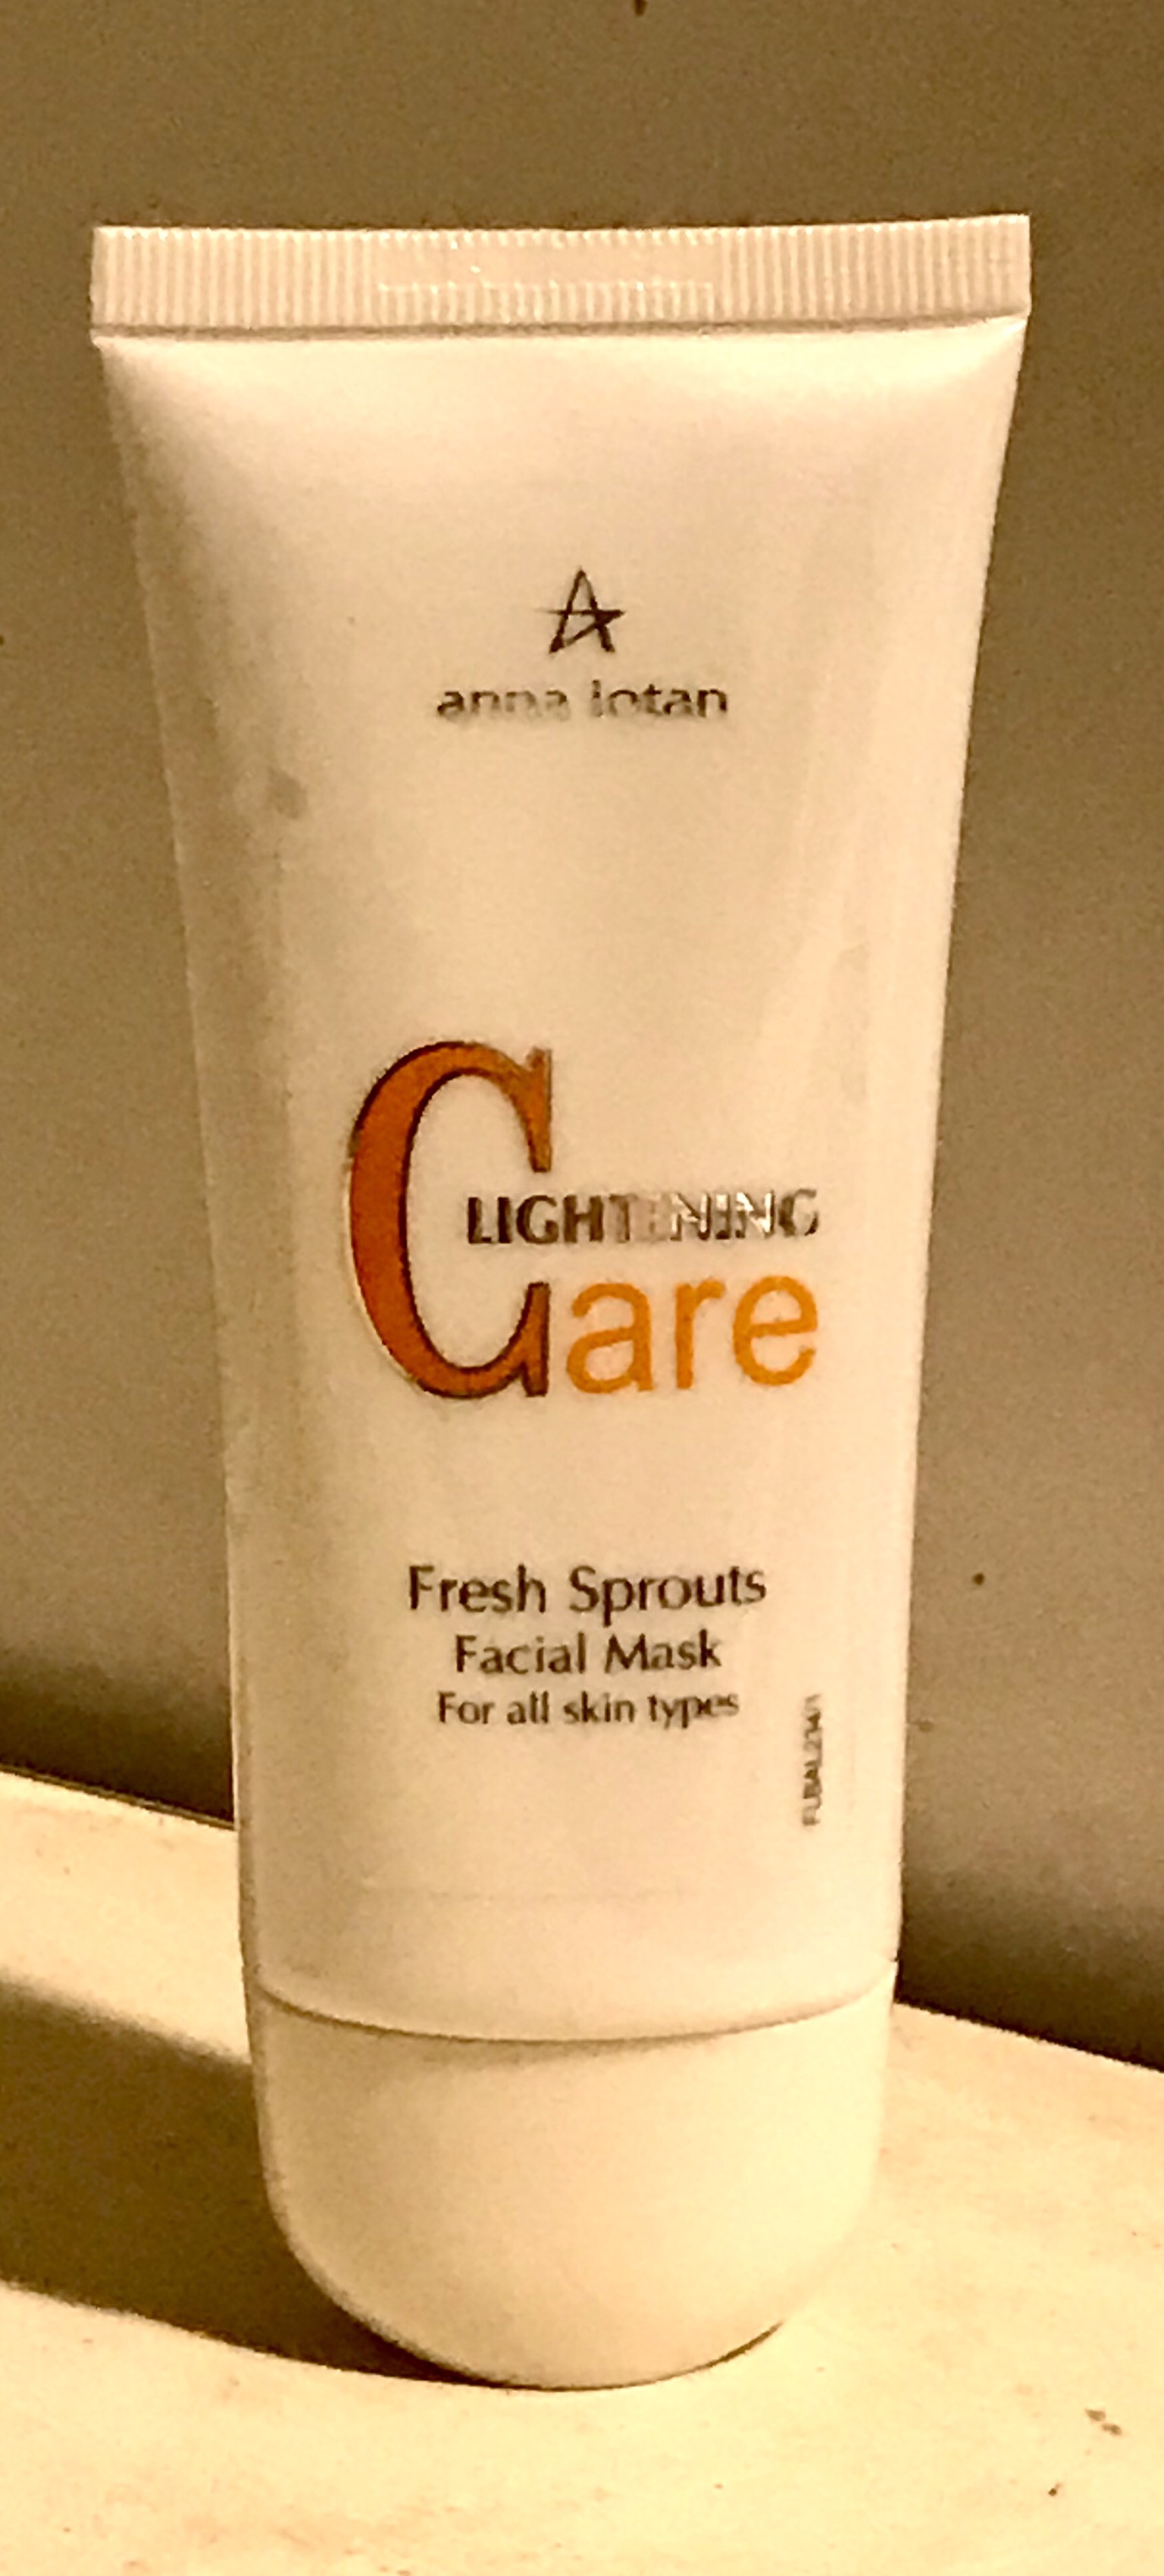 anna lotan
LIGHTENING
Care
Fresh Sprouts
Facial Mask
For all skin types